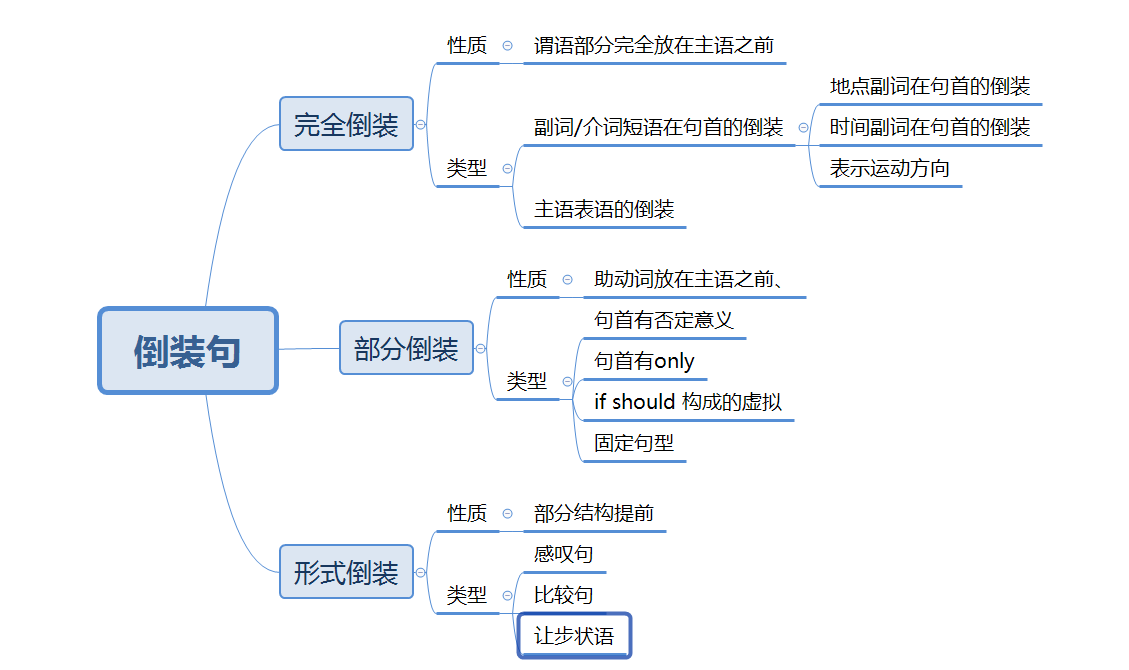 倒装句
完全倒装
性质
谓语部分完全放在主语之前
类型
副词/介词短语在句首的倒装
地点副词在句首的倒装
时间副词在句首的倒装
表示运动方向
主语表语的倒装
部分倒装
性质
助动词放在主语之前、
类型
句首有否定意义
句首有only
if should 构成的虚拟
固定句型
形式倒装
性质
部分结构提前
类型
感叹句
比较句
让步状语